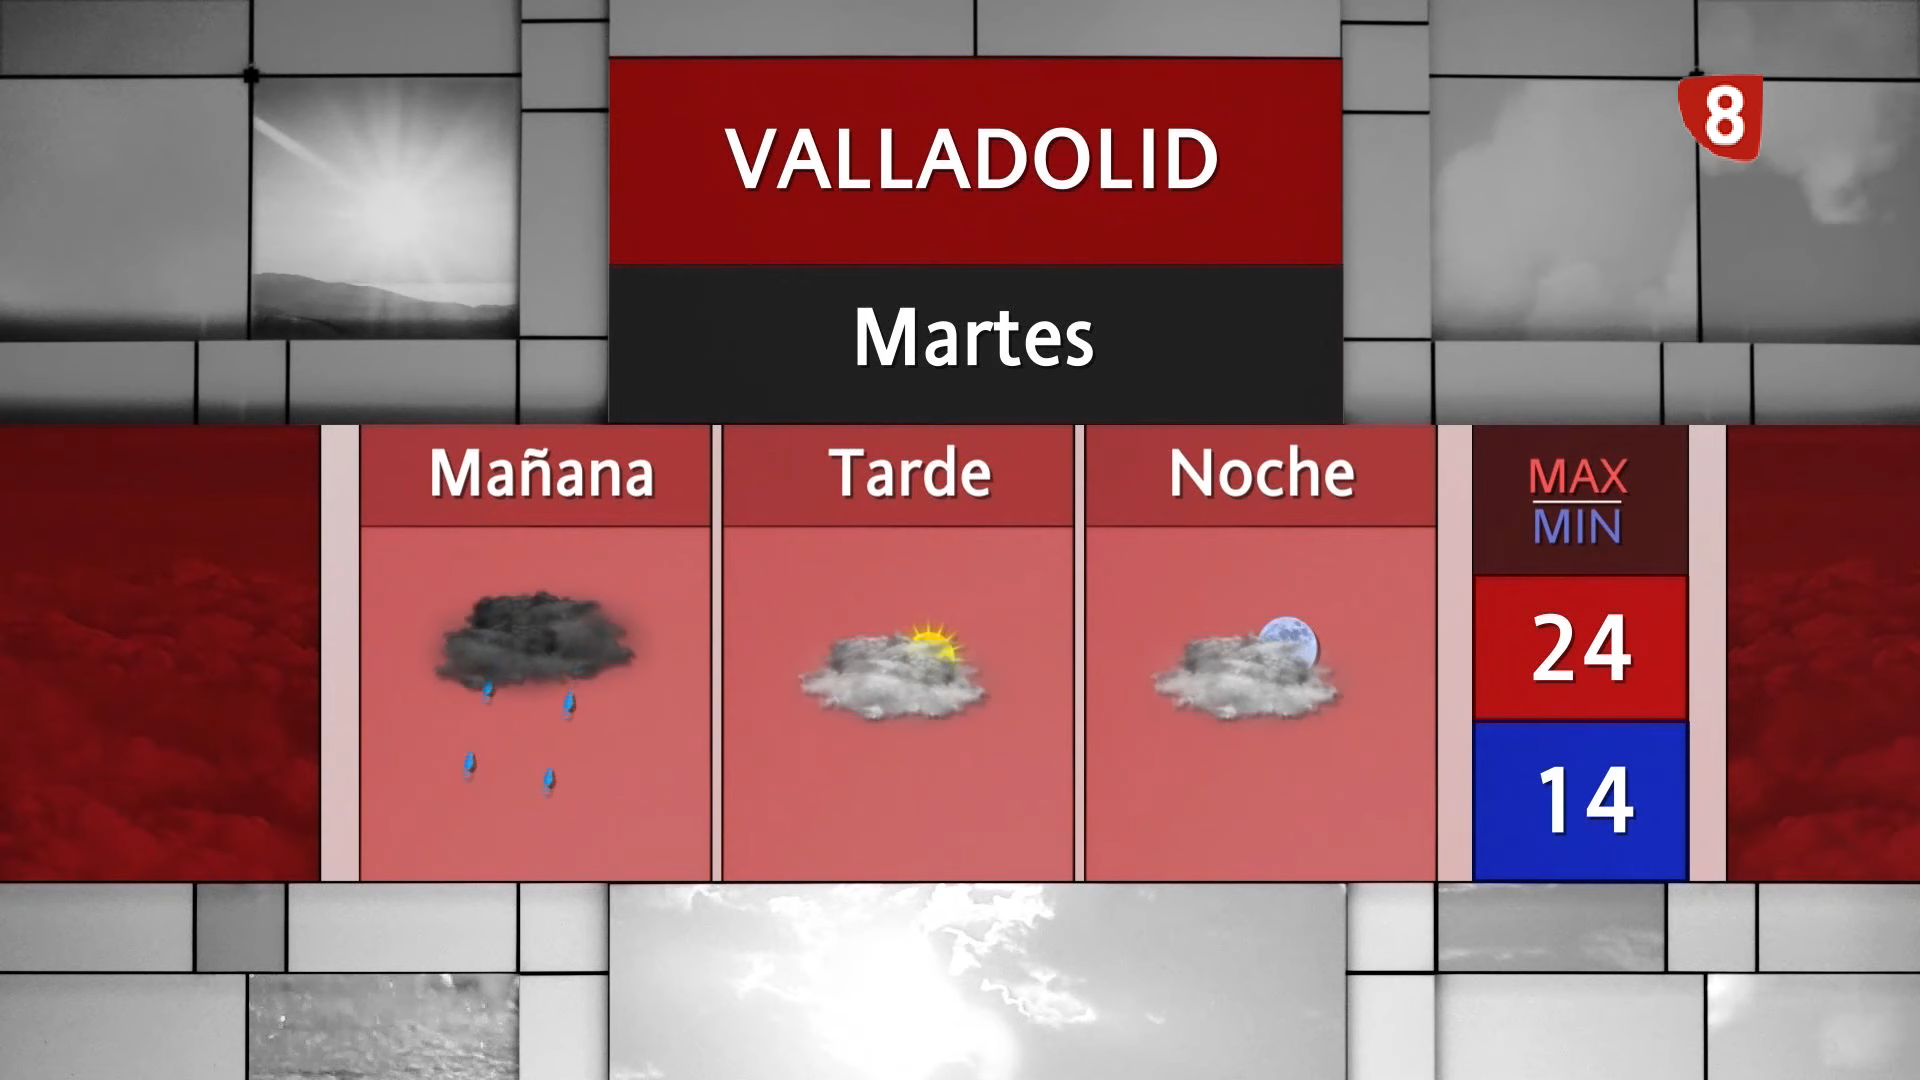 VALLADOLID
8
Martes
Mañana
Tarde
Noche
MAX
MIN
24
14